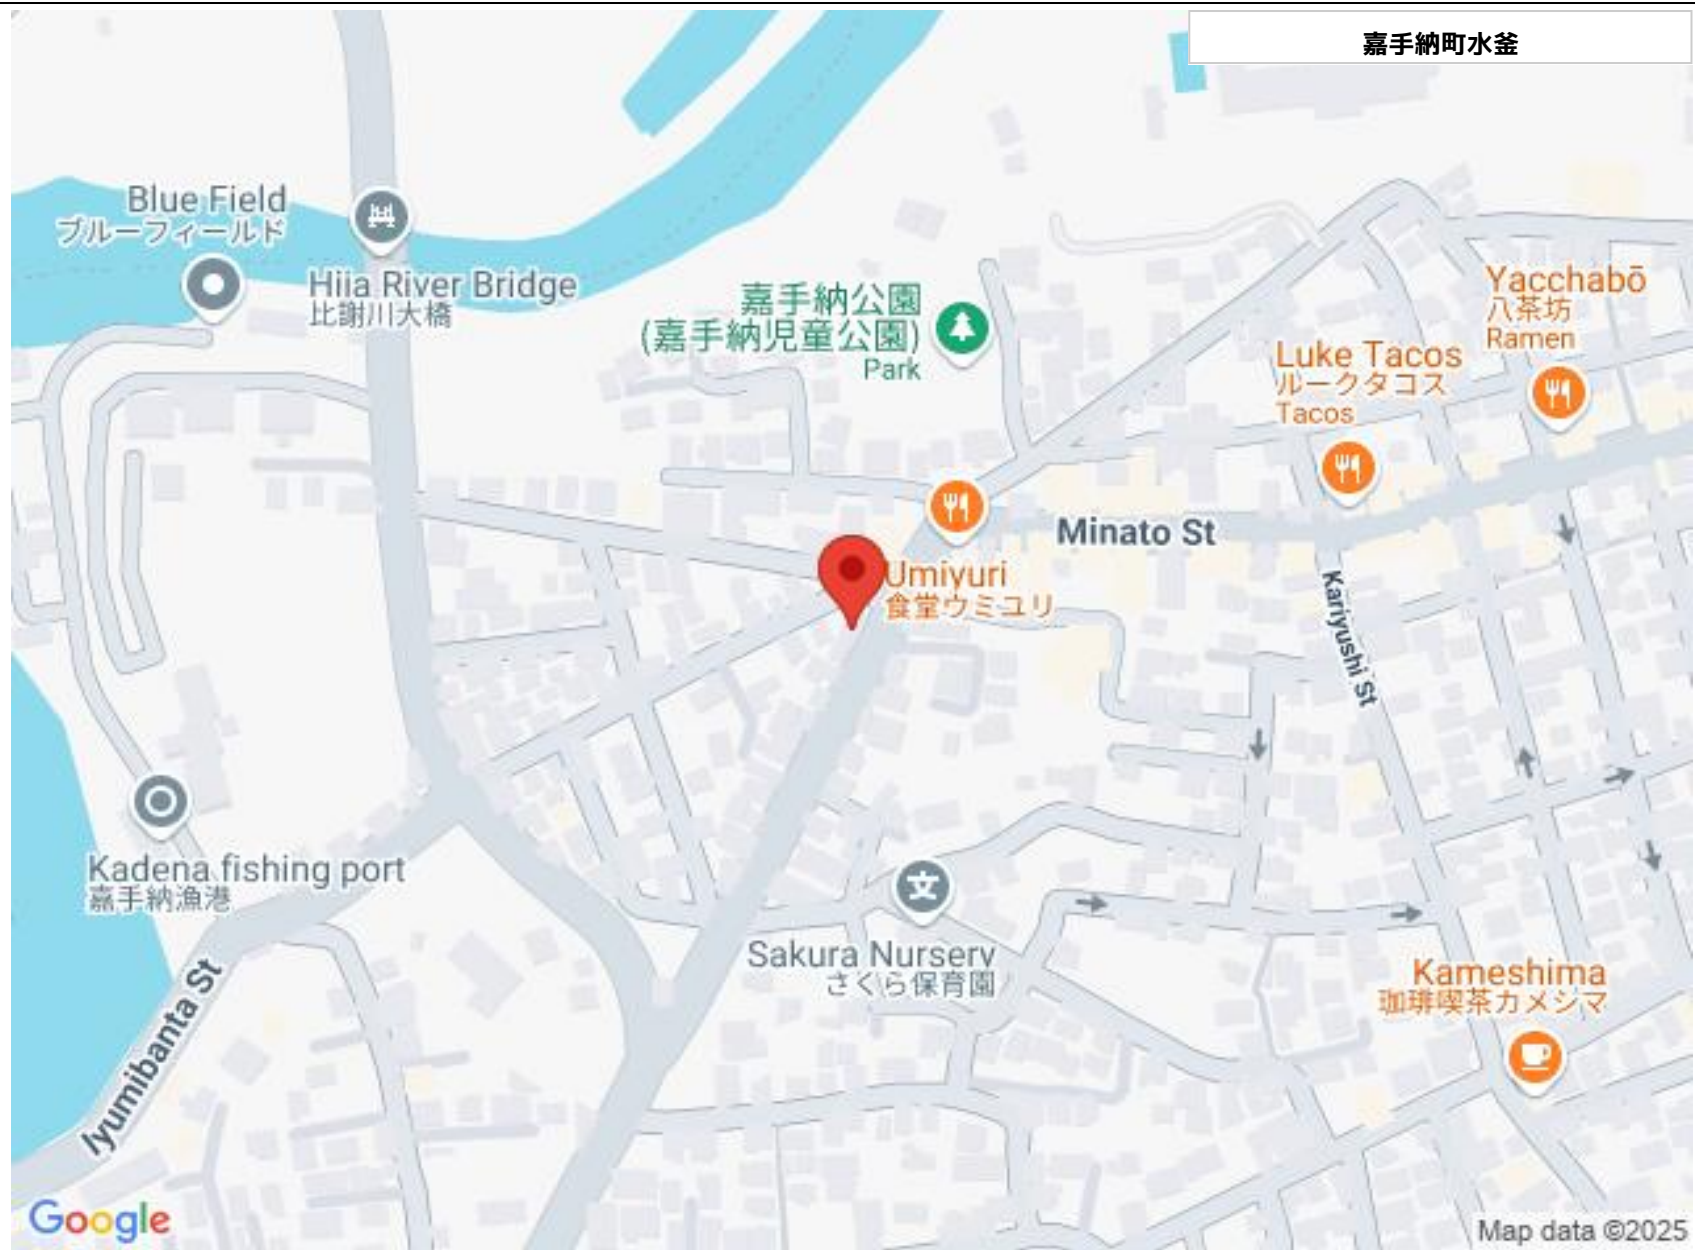 嘉手納町水釜
Blue Field
ブルーフィールド
Hija River Bridge
比謝川大橋
嘉手納公園
(嘉手納児童公園)
Park
Yacchabō
八茶坊
Ramen
Luke Tacos
ルークタコス
Tacos
Minato St
Umiyuri
食堂ウミユリ
Kariyushi St
Kadena fishing port
嘉手納漁港
Sakura Nursery
さくら保育園
Kameshima
珈琲喫茶カメシマ
Iyumibanta St
文
Google
Map data ©2025